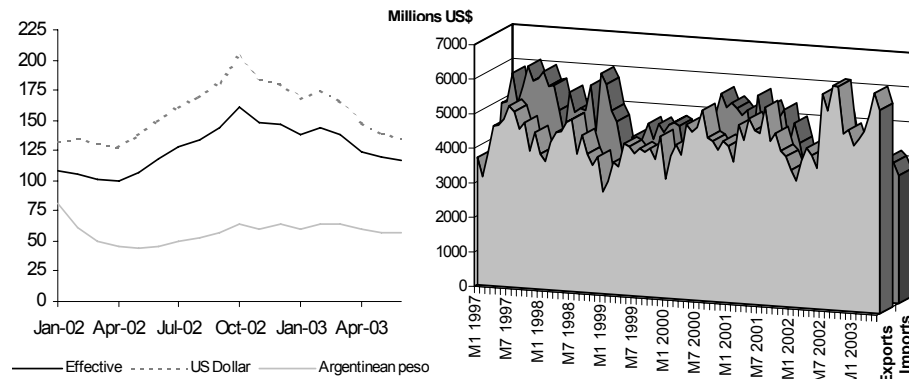 Millions US$
225
200
175
150
125
100
75
50
25
0
Jan-02 Apr-02 Jul-02 Oct-02 Jan-03 Apr-03
Effective US Dollar Argentinean peso
7000
6000
5000
4000
3000
2000
1000
0
M1 1997
M7 1997
M1 1998
M7 1998
M1 1999
M7 1999
M1 2000
M7 2000
M1 2001
M7 2001
M1 2002
M7 2002
M1 2003
Exports
Imports